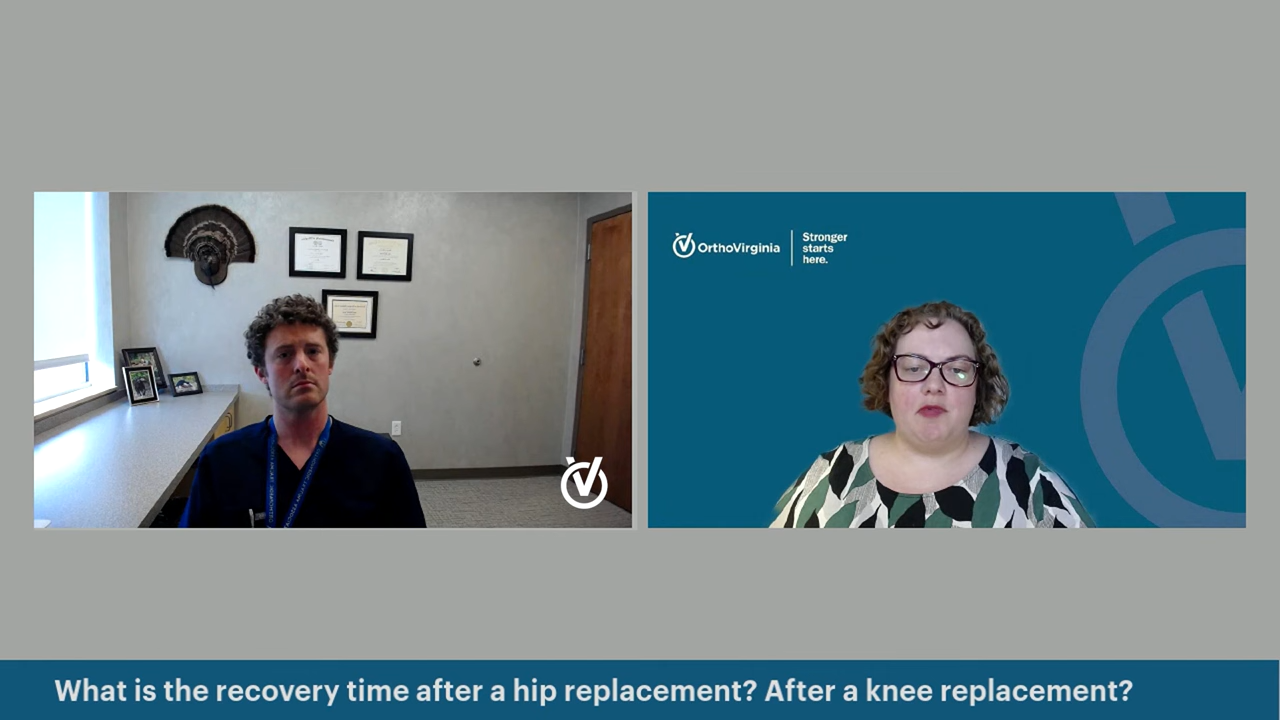 OrthoVirginia
Stronger
starts
here.
What is the recovery time after a hip replacement? After a knee replacement?